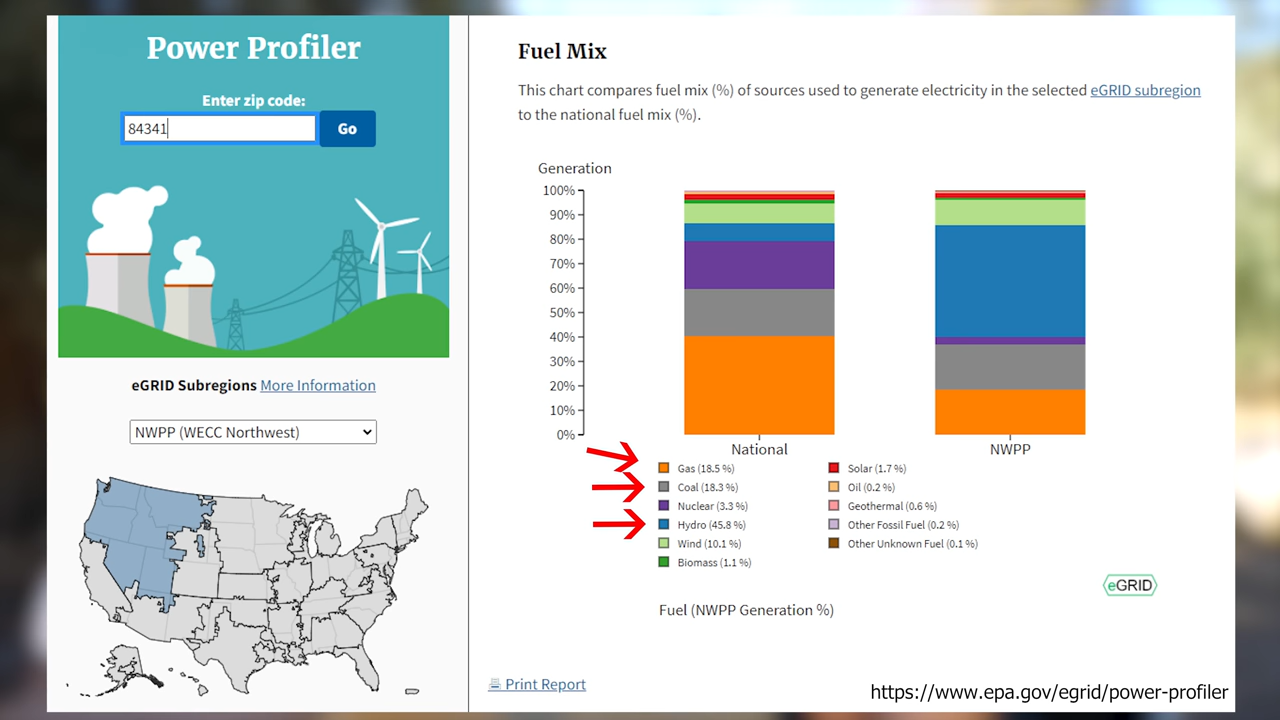 Power Profiler
Enter zip code:
84341
Go
eGRID Subregions More Information
NWPP (WECC Northwest)
Fuel Mix
This chart compares fuel mix (%) of sources used to generate electricity in the selected eGRID subregion
to the national fuel mix (%).
Generation
100%
90%
80%
70%
60%
50%
40%
30%
20%
10%
0%
National
NWPP
Gas (18.5 %)
Coal (18.3 %)
Nuclear (3.3 %)
Hydro (45.8 %)
Wind (10.1 %)
Biomass (1.1 %)
Solar (1.7 %)
Oil (0.2 %)
Geothermal (0.6 %)
Other Fossil Fuel (0.2 %)
Other Unknown Fuel (0.1 %)
eGRID
Fuel (NWPP Generation %)
Print Report
https://www.epa.gov/egrid/power-profiler